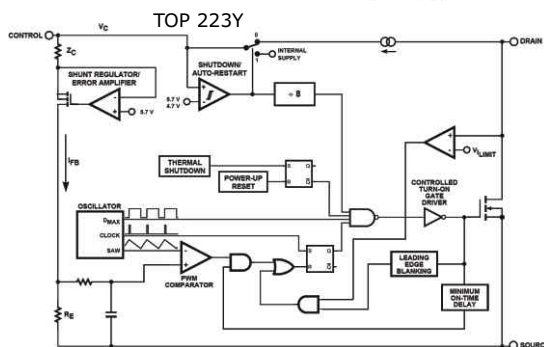 TOP 223Y
CONTROL
VC
0
1
INTERNAL
SUPPLY
DRAIN
ZC
SHUNT REGULATOR/
ERROR AMPLIFIER
+
-
5.7 V
SHUTDOWN/
AUTO-RESTART
+
-
5.7 V
4.7 V
÷ 8
+
-
VILIMIT
IFB
THERMAL
SHUTDOWN
POWER-UP
RESET
S
Q
R
Q
CONTROLLED
TURN-ON
GATE
DRIVER
OSCILLATOR
DMAX
CLOCK
SAW
-
+
PWM
COMPARATOR
S
Q
R
Q
LEADING
EDGE
BLANKING
MINIMUM
ON-TIME
DELAY
RE
SOURCE